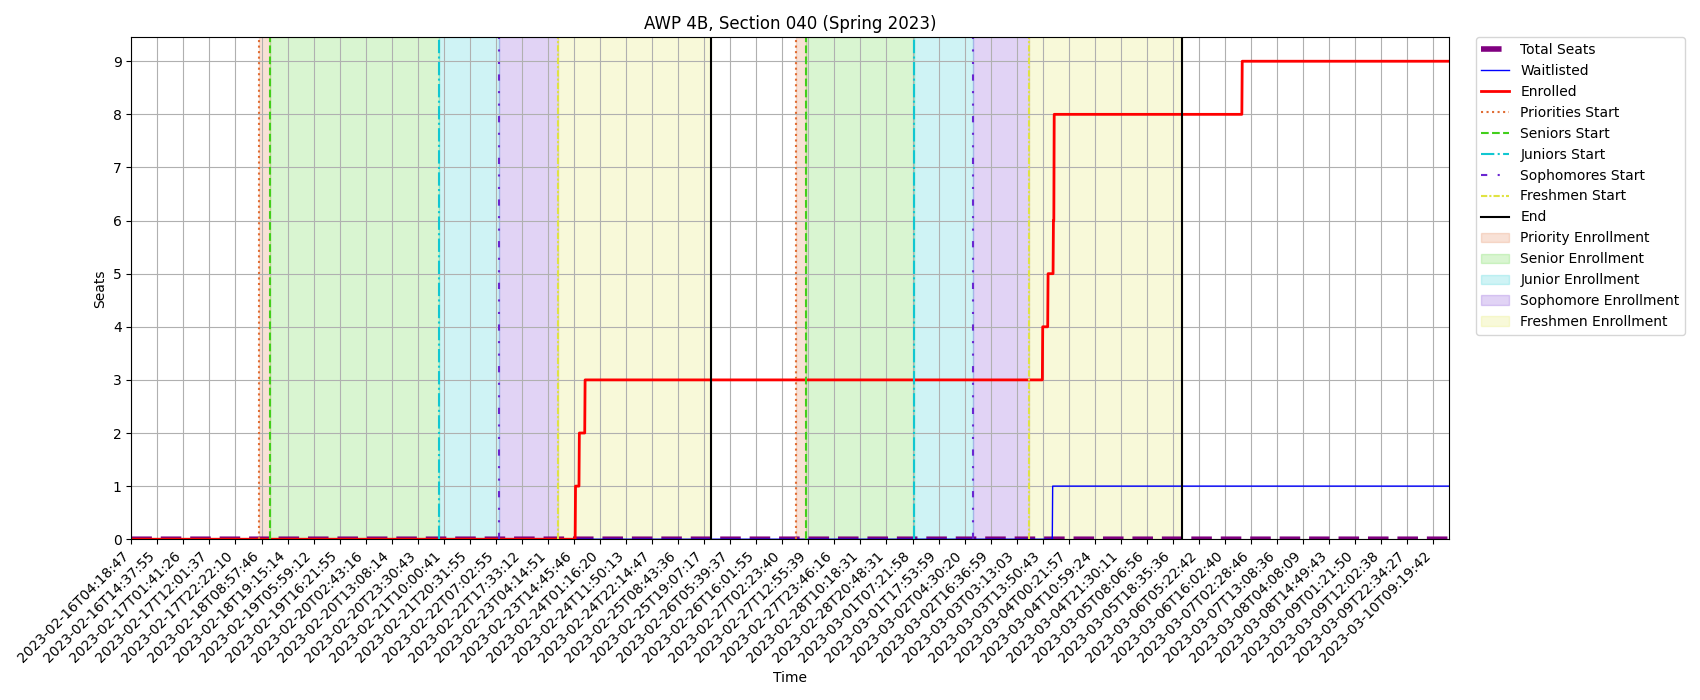 AWP 4B, Section 040 (Spring 2023)
Seats
9
8
7
6
5
4
3
2
1
0
2023-02-16T04:18:47
2023-02-16T14:37:55
2023-02-17T01:41:26
2023-02-17T12:01:37
2023-02-17T22:22:10
2023-02-18T08:57:46
2023-02-18T19:15:14
2023-02-19T05:59:12
2023-02-19T16:21:55
2023-02-20T02:43:16
2023-02-20T13:08:14
2023-02-20T23:30:43
2023-02-21T10:00:41
2023-02-21T20:31:55
2023-02-22T07:02:55
2023-02-22T17:33:12
2023-02-23T04:14:51
2023-02-23T14:45:46
2023-02-24T01:16:20
2023-02-24T11:50:13
2023-02-24T22:14:47
2023-02-25T08:43:36
2023-02-25T19:07:17
2023-02-26T05:39:37
2023-02-26T16:01:55
2023-02-27T02:23:40
2023-02-27T12:55:39
2023-02-27T23:46:19
2023-02-28T10:18:31
2023-02-28T20:48:31
2023-03-01T07:21:58
2023-03-01T17:53:59
2023-03-02T04:30:20
2023-03-02T16:36:59
2023-03-03T03:13:03
2023-03-03T13:50:43
2023-03-04T00:21:57
2023-03-04T10:59:24
2023-03-04T21:30:11
2023-03-05T08:06:56
2023-03-05T18:35:36
2023-03-06T05:22:42
2023-03-06T16:02:40
2023-03-07T02:28:46
2023-03-07T13:08:36
2023-03-08T04:08:09
2023-03-08T14:49:43
2023-03-09T01:21:50
2023-03-09T12:02:38
2023-03-09T22:34:27
2023-03-10T09:19:42
Time
Total Seats
Waitlisted
Enrolled
Priorities Start
Seniors Start
Juniors Start
Sophomores Start
Freshmen Start
End
Priority Enrollment
Senior Enrollment
Junior Enrollment
Sophomore Enrollment
Freshmen Enrollment